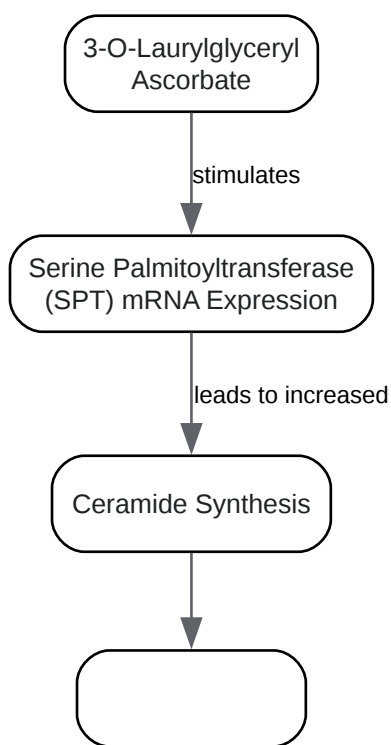 3-O-Laurylglyceryl
Ascorbate
stimulates
Serine Palmitoyltransferase
(SPT) mRNA Expression
leads to increased
Ceramide Synthesis